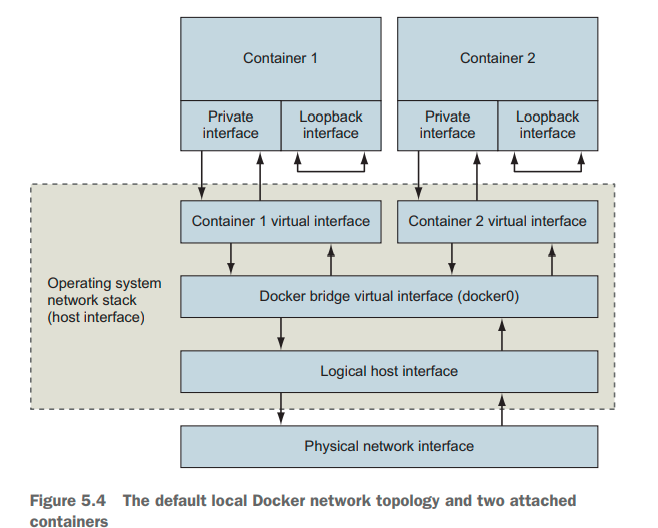 Container 1
Container 2
Private
interface
Loopback
interface
Private
interface
Loopback
interface
Container 1 virtual interface
Container 2 virtual interface
Operating system
network stack
(host interface)
Docker bridge virtual interface (docker0)
Logical host interface
Physical network interface
Figure 5.4 The default local Docker network topology and two attached
containers